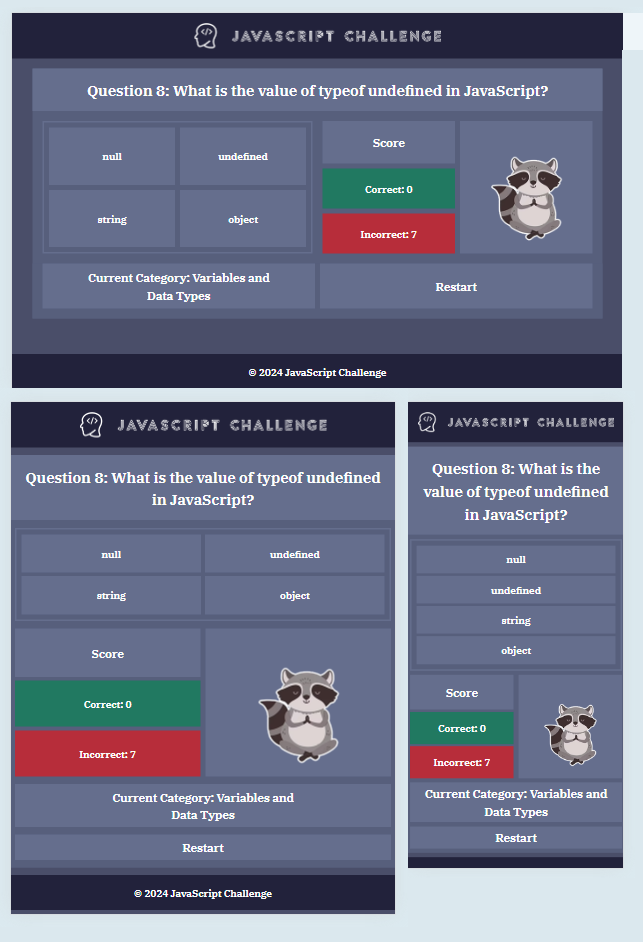 JAVASCRIPT CHALLENGE
Question 8: What is the value of typeof undefined in JavaScript?
null
undefined
string
object
Score
Correct: 0
Incorrect: 7
Current Category: Variables and
Data Types
Restart
© 2024 JavaScript Challenge
JAVASCRIPT CHALLENGE
Question 8: What is the value of typeof undefined
in JavaScript?
null
undefined
string
object
Score
Correct: 0
Incorrect: 7
Current Category: Variables and
Data Types
Restart
© 2024 JavaScript Challenge
JAVASCRIPT CHALLENGE
Question 8: What is the
value of typeof undefined
in JavaScript?
null
undefined
string
object
Score
Correct: 0
Incorrect: 7
Current Category: Variables and
Data Types
Restart